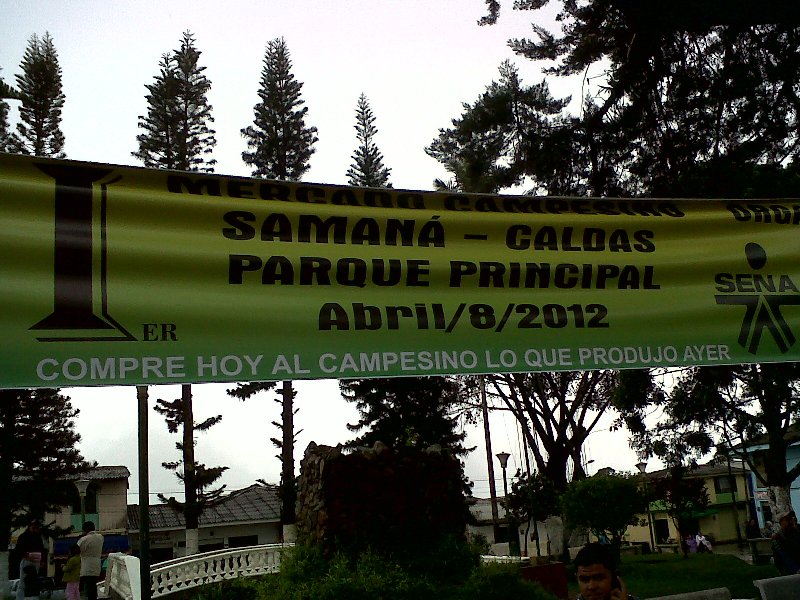 I ER
MERCADO CAMPESINO
SAMANÁ - CALDAS
PARQUE PRINCIPAL
Abril/8/2012
COMPRE HOY AL CAMPESINO LO QUE PRODUJO AYER
SENA